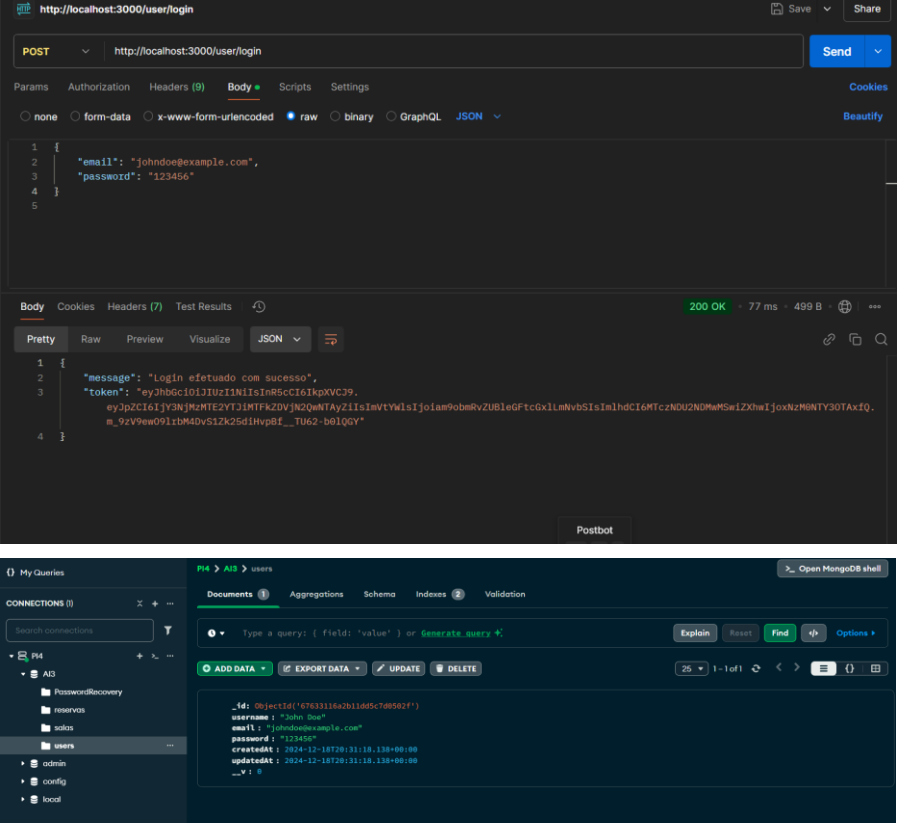 HTTP http://localhost:3000/user/login Save Share
POST http://localhost:3000/user/login Send
Params Authorization Headers (9) Body Scripts Settings Cookies
none form-data x-www-form-urlencoded raw binary GraphQL JSON Beautify
1 {
2 "email": "johndoe@example.com",
3 "password": "123456"
4 }
5
Body Cookies Headers (7) Test Results 200 OK 77 ms 499 B
Pretty Raw Preview Visualize JSON
1 {
2 "message": "Login efetuado com sucesso",
3 "token": "eyJhbGciOiJIUzI1NiIsInR5cCI6IkpXVCJ9.
4 }
Postbot
{} My Queries
PI4 > AI3 > users
>_ Open MongoDB shell
CONNECTIONS (1)
Documents 1 Aggregations Schema Indexes 2 Validation
Search connections
Type a query: { field: 'value' } or Generate query
Explain Reset Find </> Options
PI4
ADD DATA EXPORT DATA UPDATE DELETE
25 1-1 of 1
AI3
PasswordRecovery
reservas
salas
users
admin
config
local
_id: ObjectId('67633116a2b11dd5c7d0502f')
username : "John Doe"
email : "johndoe@example.com"
password : "123456"
createdAt : 2024-12-18T20:31:18.138+00:00
updatedAt : 2024-12-18T20:31:18.138+00:00
__v : 0